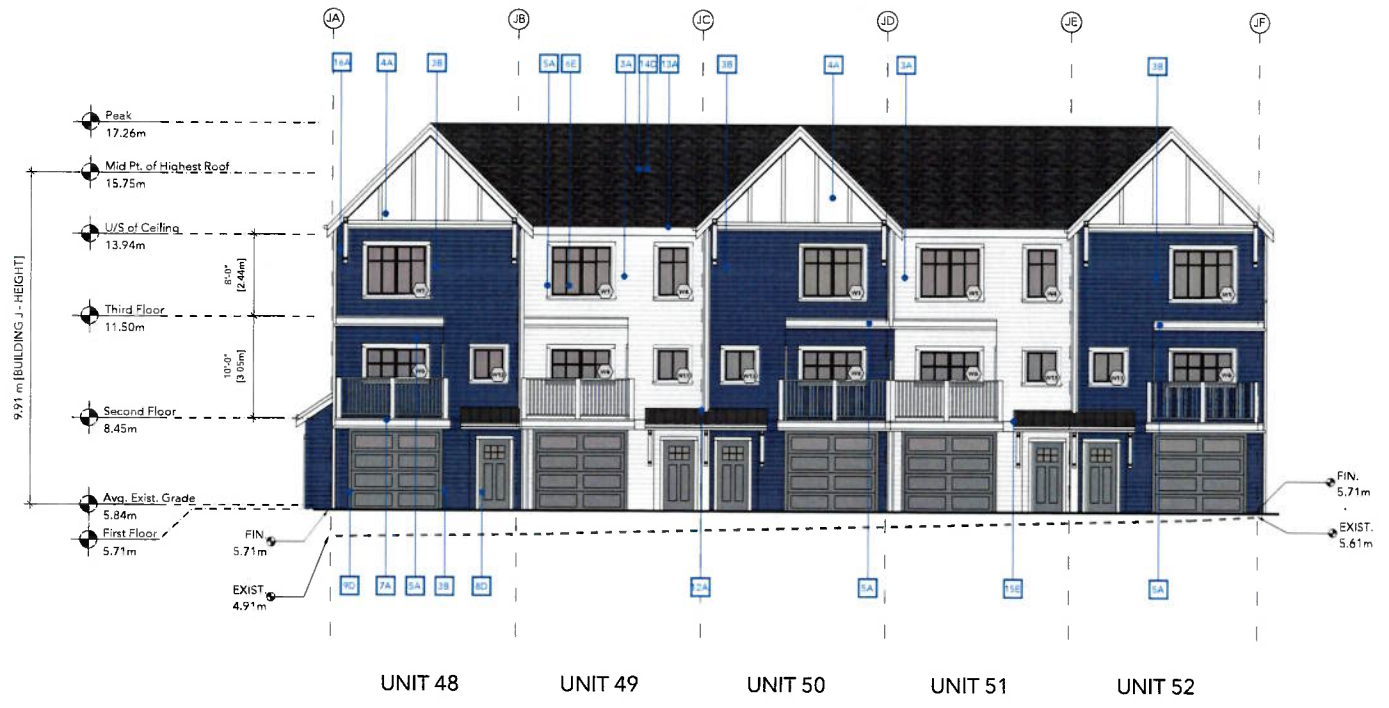 JA JB JC JD JE JF
16A 4A 3B 5A 6E 3A 14D 13A 3B 4A 3A 3B
Peak
17.26m
Mid Pt. of Highest Roof
15.75m
U/S of Ceiling
13.94m
8'-0"
[2.44m]
Third Floor
11.50m
10'-0"
[3.05m]
Second Floor
8.45m
9.91 m [BUILDING J - HEIGHT]
Avg. Exist. Grade
5.84m
First Floor
5.71m
FIN.
5.71m
EXIST.
4.91m
FIN.
5.71m
EXIST.
5.61m
9D 7A 5A 3B 8D 12A 5A 15E 5A
UNIT 48 UNIT 49 UNIT 50 UNIT 51 UNIT 52